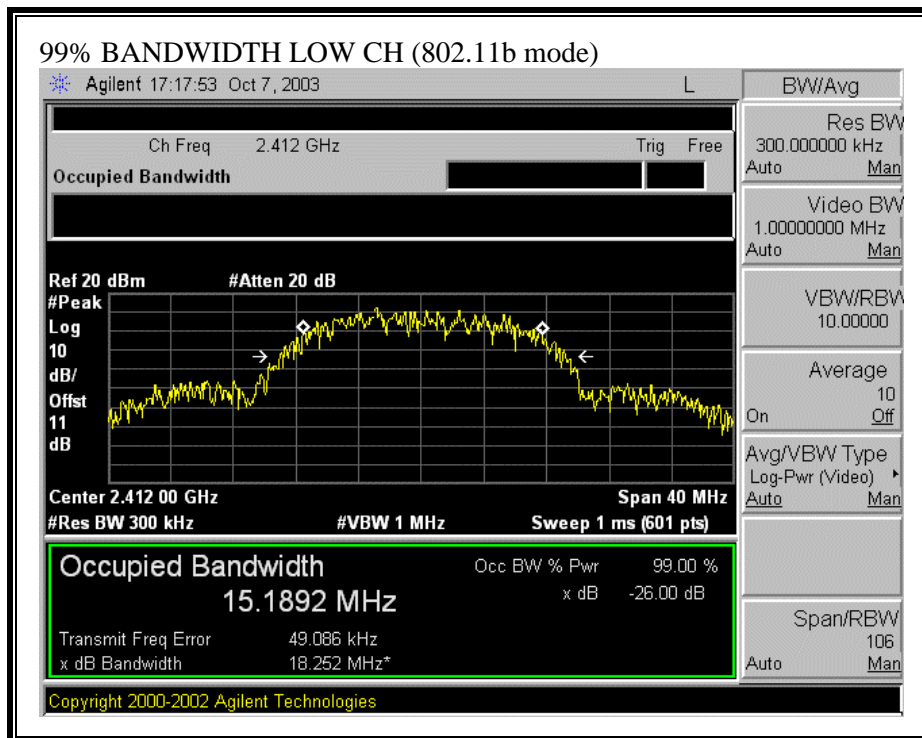 99% BANDWIDTH LOW CH (802.11b mode)
Agilent 17:17:53 Oct 7, 2003 L
Ch Freq 2.412 GHz Trig Free
Occupied Bandwidth
Ref 20 dBm #Atten 20 dB
#Peak
Log
10
dB/
Offst
11
dB
Center 2.412 00 GHz Span 40 MHz
#Res BW 300 kHz #VBW 1 MHz Sweep 1 ms (601 pts)
Occupied Bandwidth
15.1892 MHz
Occ BW % Pwr 99.00 %
x dB -26.00 dB
Transmit Freq Error 49.086 kHz
x dB Bandwidth 18.252 MHz*
Copyright 2000-2002 Agilent Technologies
BW/Avg
Res BW
300.000000 kHz
Auto Man
Video BW
1.00000000 MHz
Auto Man
VBW/RBW
10.00000
Average
10
On Off
Avg/VBW Type
Log-Pwr (Video)
Auto Man
Span/RBW
106
Auto Man